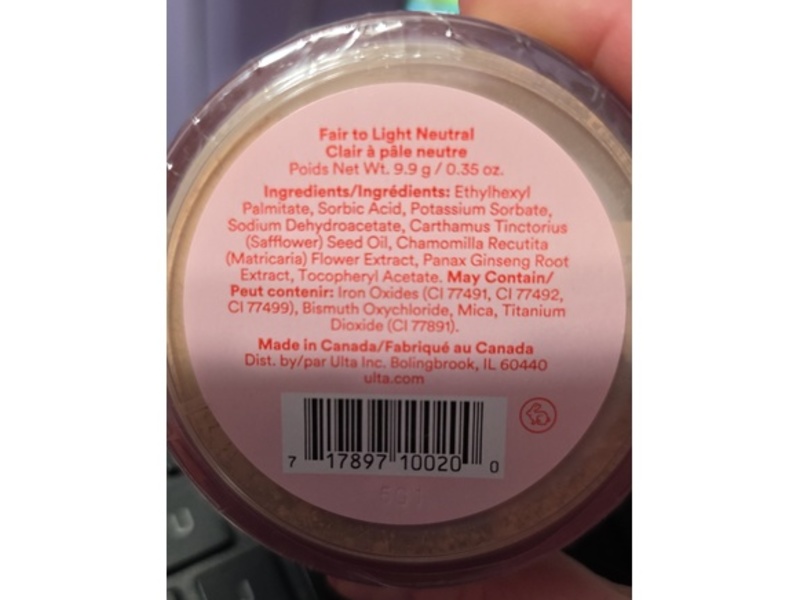 Fair to Light Neutral
Clair à pâle neutre
Poids Net Wt. 9.9 g / 0.35 oz.
Ingredients/Ingrédients: Ethylhexyl
Palmitate, Sorbic Acid, Potassium Sorbate,
Sodium Dehydroacetate, Carthamus Tinctorius
(Safflower) Seed Oil, Chamomilla Recutita
(Matricaria) Flower Extract, Panax Ginseng Root
Extract, Tocopheryl Acetate. May Contain/
Peut contenir: Iron Oxides (CI 77491, CI 77492,
CI 77499), Bismuth Oxychloride, Mica, Titanium
Dioxide (CI 77891).
Made in Canada/Fabriqué au Canada
Dist. by/par Ulta Inc. Bolingbrook, IL 60440
ulta.com
7 17897 10020 0
U